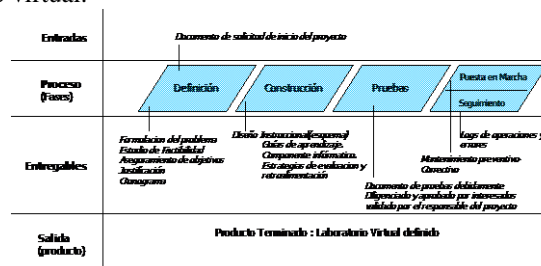 o virtual.
Entradas
Documento de solicitud de inicio del proyecto
Proceso
(Fases)
Definición
Construcción
Pruebas
Puesta en Marcha
Seguimiento
Entregables
Formulacion del problema
Estudio de Factibilidad
Aseguramiento de objetivos
Justificación
Cronograma
Diseño Instruccional(esquema)
Guías de aprendizaje.
Componente informático.
Estrategias de evaluacion y
retroalimentación
Logs de operaciones y
errores
Mantenimiento preventivo-
Correctivo
Documento de pruebas debidamente
Diligenciado y aprobado por interesados
validado por el responsable del proyecto
Salida
(producto)
Producto Terminado : Laboratorio Virtual definido